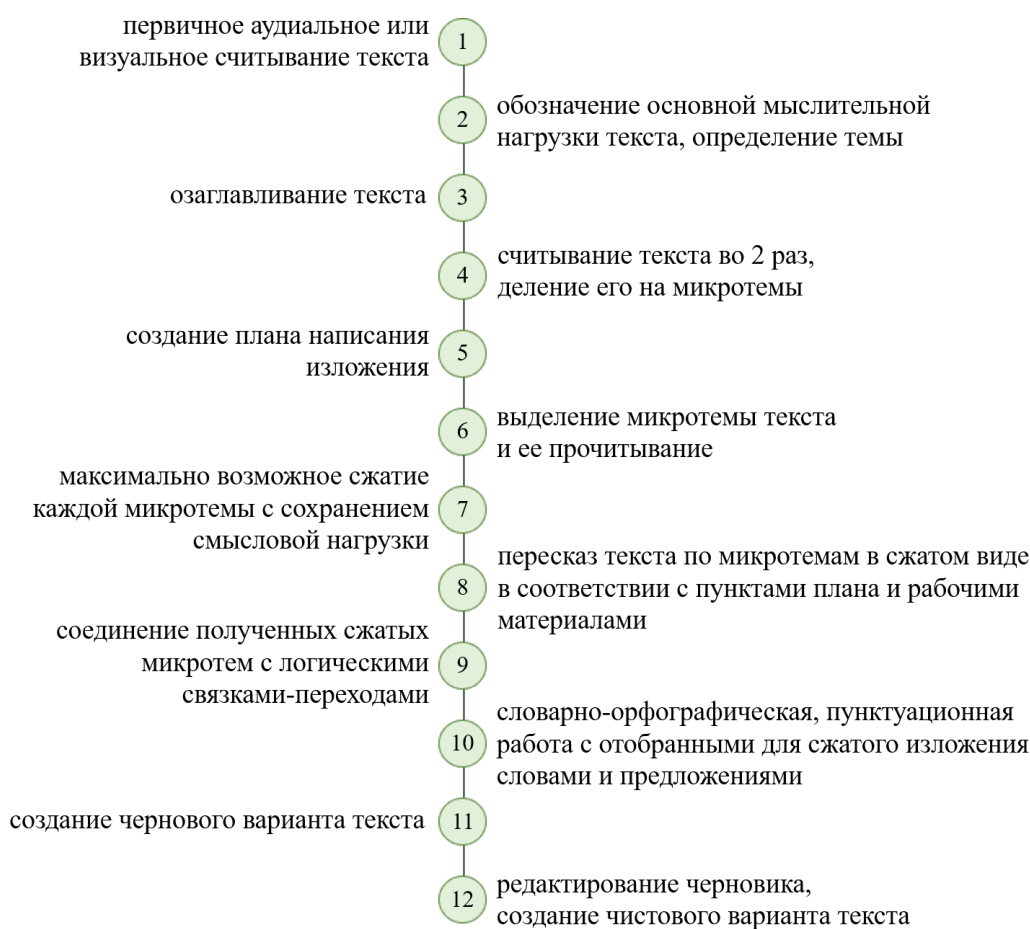 первичное аудиальное или
визуальное считывание текста
1
2
обозначение основной мыслительной
нагрузки текста, определение темы
озаглавливание текста
3
4
считывание текста во 2 раз,
деление его на микротемы
создание плана написания
изложения
5
6
выделение микротемы текста
и ее прочитывание
максимально возможное сжатие
каждой микротемы с сохранением
смысловой нагрузки
7
8
пересказ текста по микротемам в сжатом виде
в соответствии с пунктами плана и рабочими
материалами
соединение полученных сжатых
микротем с логическими
связками-переходами
9
10
словарно-орфографическая, пунктуационная
работа с отобранными для сжатого изложения
словами и предложениями
создание чернового варианта текста
11
12
редактирование черновика,
создание чистового варианта текста